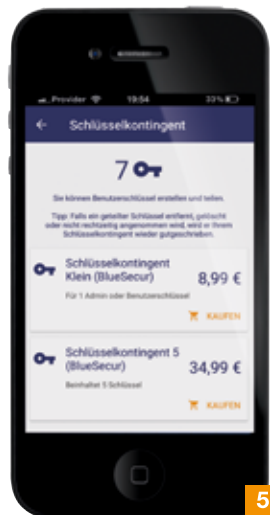 Provider 19:54 33%
Schlüsselkontingent
7
Sie können Benutzerschlüssel erstellen und teilen.
Tipp: Falls ein geteilter Schlüssel entfernt, gelöscht
oder nicht rechtzeitig angenommen wird, wird er Ihrem
Schlüsselkontingent wieder gutgeschrieben.
Schlüsselkontingent
Klein (BlueSecur)
8,99 €
Für 1 Admin oder Benutzerschlüssel
KAUFEN
Schlüsselkontingent 5
(BlueSecur)
34,99 €
Beinhaltet 5 Schlüssel
KAUFEN
5